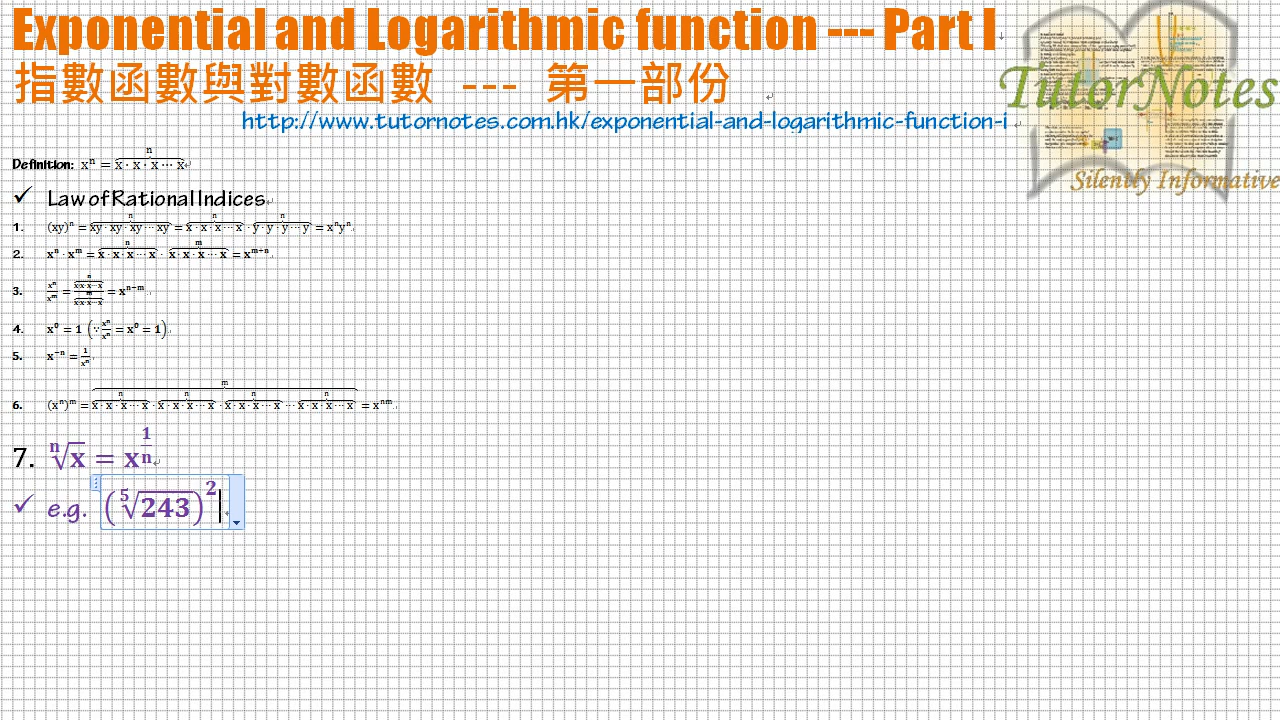 Exponential and Logarithmic function --- Part I
指數函數與對數函數 --- 第一部份
http://www.tutornotes.com.hk/exponential-and-logarithmic-function-i
TutorNotes
Silently Informative
Definition: xⁿ = x · x · x ⋯ x (n)
✓ Law of Rational Indices
1. (xy)ⁿ = xy · xy · xy ⋯ xy (n) = x · x · x ⋯ x (n) · y · y · y ⋯ y (n) = xⁿyⁿ
2. xⁿ · xᵐ = x · x · x ⋯ x (n) · x · x · x ⋯ x (m) = xᵐ⁺ⁿ
3. xⁿ/xᵐ = x·x·x⋯x (n) / x·x·x⋯x (m) = xⁿ⁻ᵐ
4. x⁰ = 1 (∵ xⁿ/xⁿ = x⁰ = 1)
5. x⁻ⁿ = 1/xⁿ
6. (xⁿ)ᵐ = x · x · x ⋯ x (n) · x · x · x ⋯ x (n) · x · x · x ⋯ x (n) ⋯ x · x · x ⋯ x (n) (m) = xⁿᵐ
7. ⁿ√x = x^(1/n)
✓ e.g. (⁵√243)²